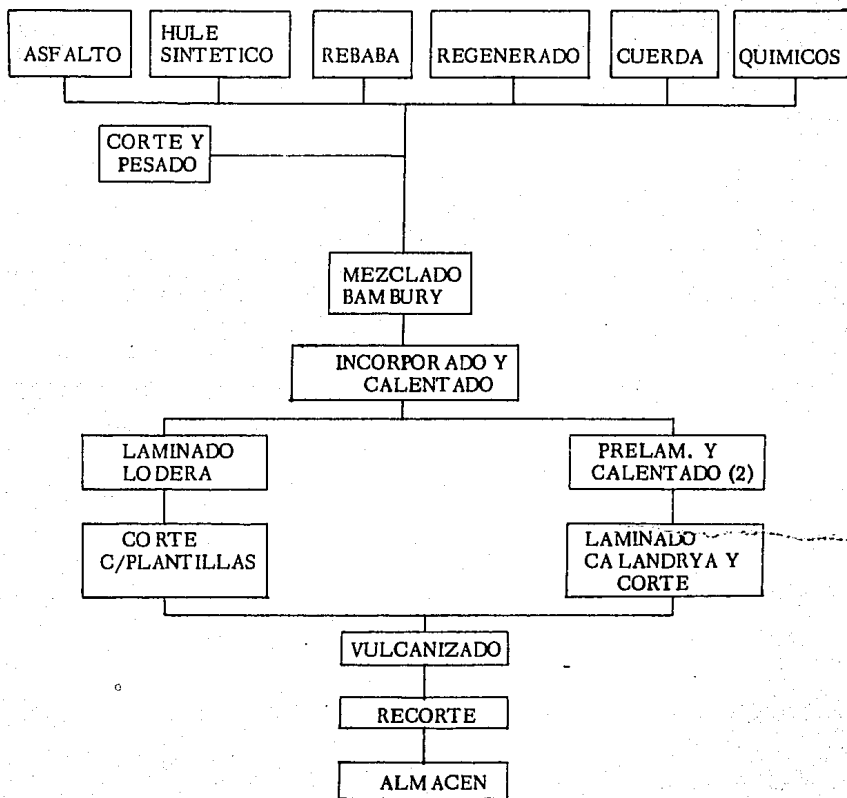 ASFALTO
HULE
SINTETICO
REBABA
REGENERADO
CUERDA
QUIMICOS
CORTE Y
PESADO
MEZCLADO
BAMBURY
INCORPORADO Y
CALENTADO
LAMINADO
LODERA
PRELAM. Y
CALENTADO (2)
CORTE
C/PLANTILLAS
LAMINADO
CALANDRYA Y
CORTE
VULCANIZADO
RECORTE
ALMACEN